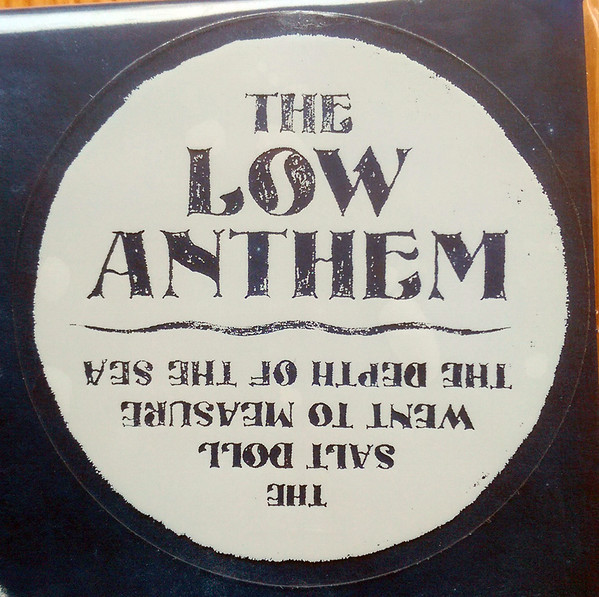 THE
LOW
ANTHEM
THE
SALT DOLL
WENT TO MEASURE
THE DEPTH OF THE SEA